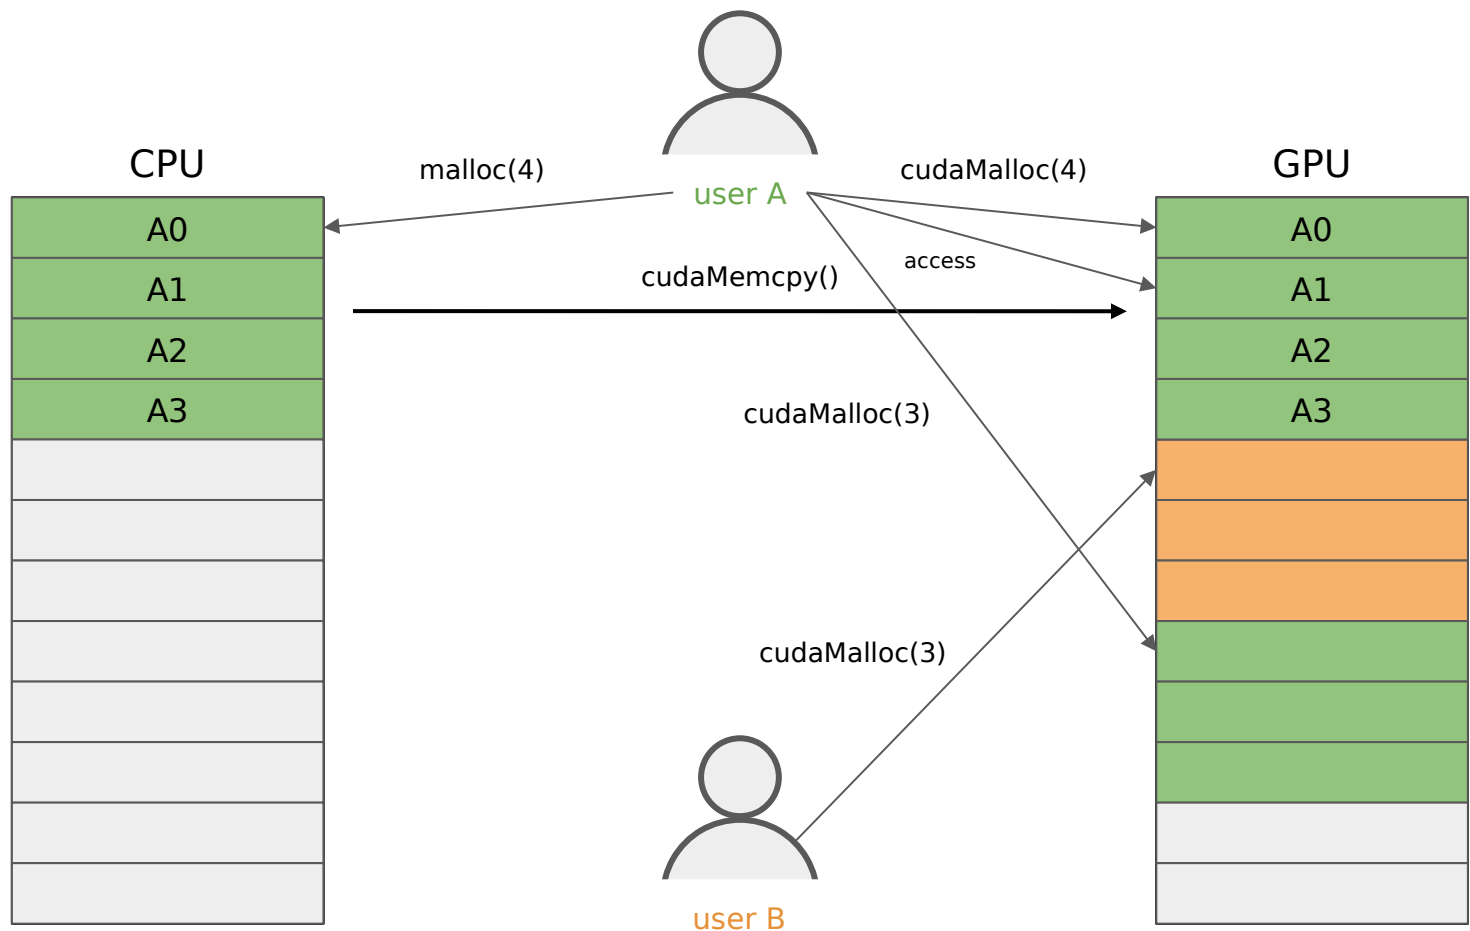 CPU
malloc(4)
user A
cudaMalloc(4)
GPU
A0
A1
A2
A3
cudaMemcpy()
access
A0
A1
A2
A3
cudaMalloc(3)
cudaMalloc(3)
user B